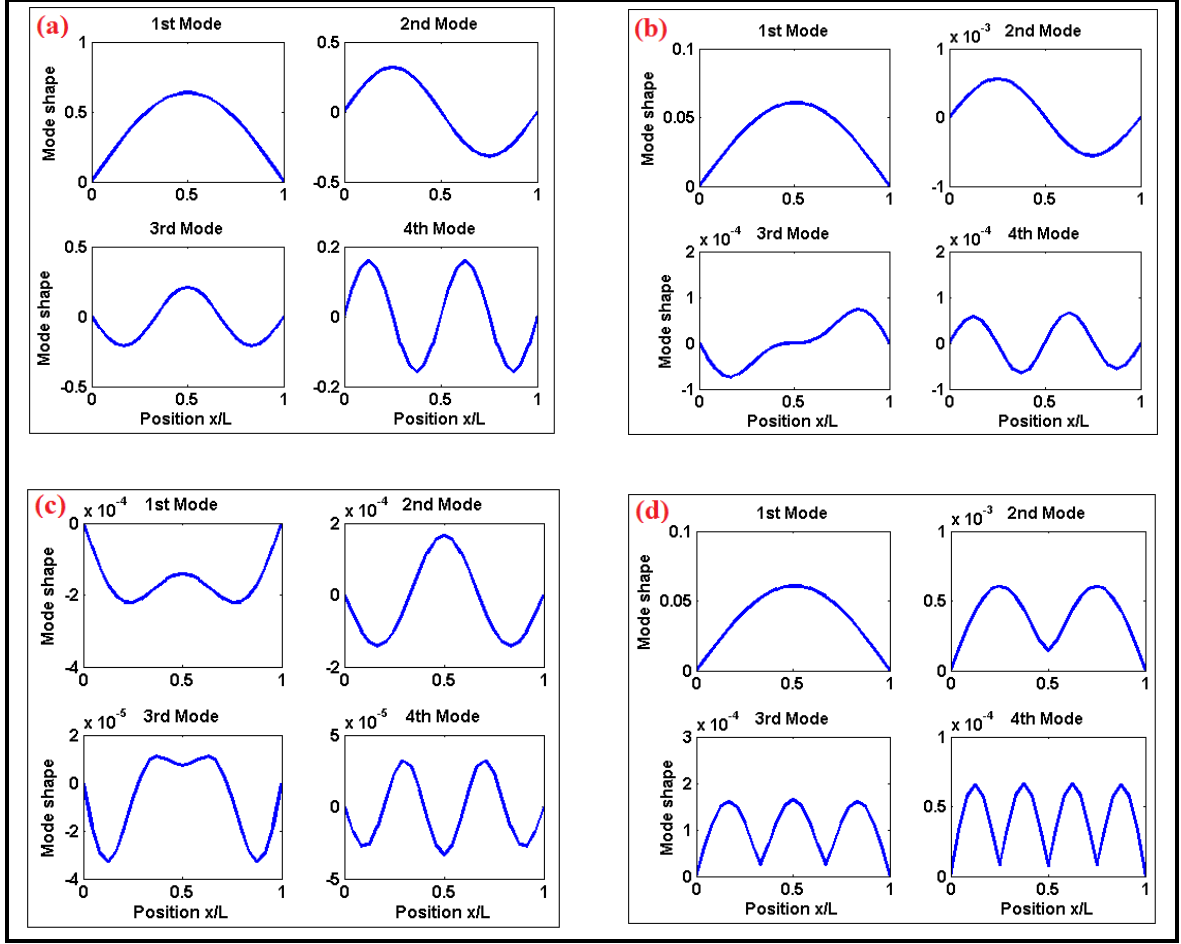 (a)
1st Mode
2nd Mode
Mode shape
1
0.5
0
0
0.5
1
0.5
0
-0.5
0
0.5
1
3rd Mode
4th Mode
Mode shape
0.5
0
-0.5
0
0.5
1
Position x/L
0.2
0
-0.2
0
0.5
1
Position x/L
(b)
1st Mode
x 10^-3 2nd Mode
Mode shape
0.1
0.05
0
0
0.5
1
1
0
-1
0
0.5
1
x 10^-4 3rd Mode
x 10^-4 4th Mode
Mode shape
2
1
0
-1
0
0.5
1
Position x/L
2
1
0
-1
0
0.5
1
Position x/L
(c)
x 10^-4 1st Mode
x 10^-4 2nd Mode
Mode shape
0
-2
-4
0
0.5
1
2
0
-2
0
0.5
1
x 10^-5 3rd Mode
x 10^-5 4th Mode
Mode shape
2
0
-2
-4
0
0.5
1
Position x/L
5
0
-5
0
0.5
1
Position x/L
(d)
1st Mode
x 10^-3 2nd Mode
Mode shape
0.1
0.05
0
0
0.5
1
1
0.5
0
0
0.5
1
x 10^-4 3rd Mode
x 10^-4 4th Mode
Mode shape
3
2
1
0
0
0.5
1
Position x/L
1
0.5
0
0
0.5
1
Position x/L